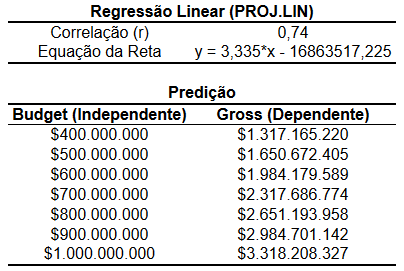 Regressão Linear (PROJ.LIN)
Correlação (r) 0,74
Equação da Reta y = 3,335*x - 16863517,225
Predição
Budget (Independente) Gross (Dependente)
$400.000.000 $1.317.165.220
$500.000.000 $1.650.672.405
$600.000.000 $1.984.179.589
$700.000.000 $2.317.686.774
$800.000.000 $2.651.193.958
$900.000.000 $2.984.701.142
$1.000.000.000 $3.318.208.327